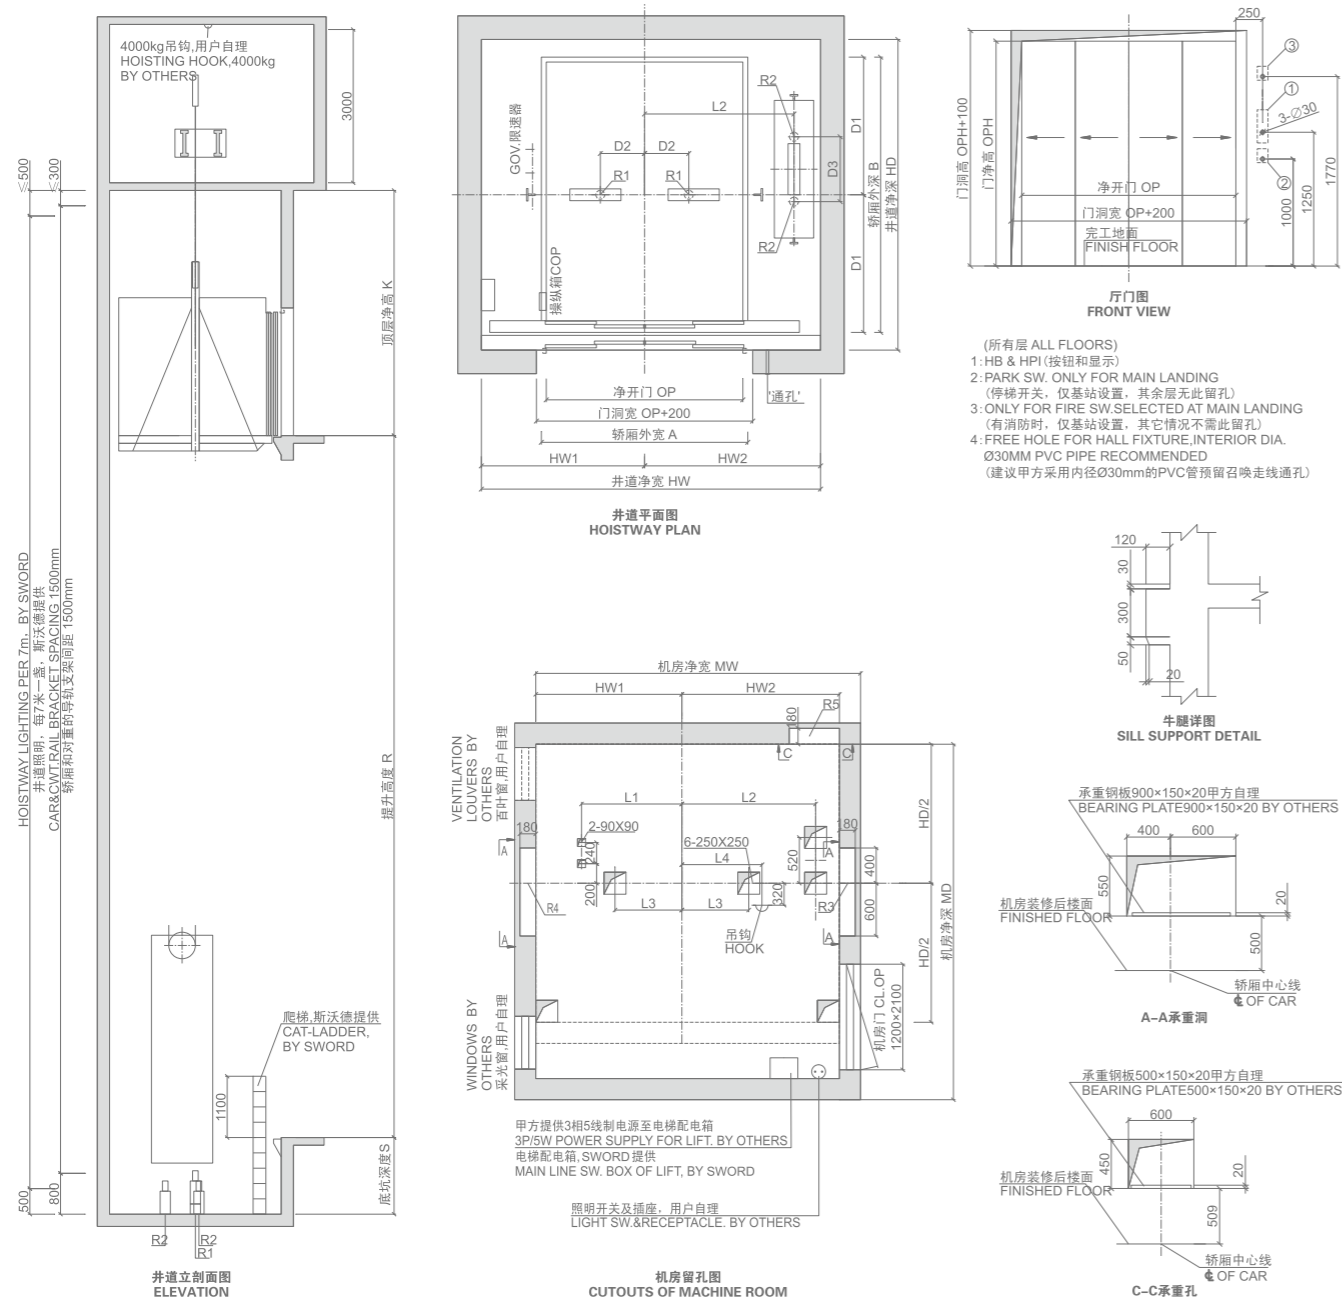 4000kg吊钩,用户自理
HOISTING HOOK,4000kg
BY OTHERS
3000
≤500
≤300
顶层净高 K
提升高度 R
底坑深度S
HOISTWAY LIGHTING PER 7m, BY SWORD
井道照明，每7米一盏，斯沃德提供
CAR&CWT.RAIL BRACKET SPACING 1500mm
轿厢和对重的导轨支架间距 1500mm
爬梯,斯沃德提供
CAT-LADDER,
BY SWORD
1100
500
800
R2
R2
R1
井道立剖面图
ELEVATION
GOV.限速器
R2
L2
D2
D2
R1
R1
D3
R2
D1
D1
轿厢外深 B
井道净深 HD
操纵箱COP
'通孔'
净开门 OP
门洞宽 OP+200
轿厢外宽 A
HW1
HW2
井道净宽 HW
井道平面图
HOISTWAY PLAN
250
③
①
3-∅30
②
门洞高 OPH+100
门净高 OPH
净开门 OP
门洞宽 OP+200
完工地面
FINISH FLOOR
1000
1250
1770
厅门图
FRONT VIEW
(所有层 ALL FLOORS)
1:HB & HPI(按钮和显示)
2:PARK SW. ONLY FOR MAIN LANDING
(停梯开关，仅基站设置，其余层无此留孔)
3:ONLY FOR FIRE SW.SELECTED AT MAIN LANDING
(有消防时，仅基站设置，其它情况不需此留孔)
4:FREE HOLE FOR HALL FIXTURE,INTERIOR DIA.
Ø30MM PVC PIPE RECOMMENDED
(建议甲方采用内径Ø30mm的PVC管预留召唤走线通孔)
120
30
300
50
20
牛腿详图
SILL SUPPORT DETAIL
机房净宽 MW
HW1
HW2
R5
180
C
C
VENTILATION
LOUVERS BY
OTHERS
百叶窗,用户自理
L1
L2
2-90X90
6-250X250
180
180
A
A
240
200
L4
520
400
320
L3
L3
R4
R3
600
吊钩
HOOK
A
A
HD/2
HD/2
机房净深 MD
WINDOWS BY
OTHERS
采光窗,用户自理
机房门 CL.OP
1200×2100
甲方提供3相5线制电源至电梯配电箱
3P/5W POWER SUPPLY FOR LIFT. BY OTHERS
电梯配电箱, SWORD 提供
MAIN LINE SW. BOX OF LIFT, BY SWORD
照明开关及插座，用户自理
LIGHT SW.&RECEPTACLE. BY OTHERS
机房留孔图
CUTOUTS OF MACHINE ROOM
承重钢板900×150×20甲方自理
BEARING PLATE900×150×20 BY OTHERS
400
600
550
20
机房装修后楼面
FINISHED FLOOR
500
轿厢中心线
℄ OF CAR
A-A承重洞
承重钢板500×150×20甲方自理
BEARING PLATE500×150×20 BY OTHERS
600
450
20
机房装修后楼面
FINISHED FLOOR
509
轿厢中心线
℄ OF CAR
C-C承重孔